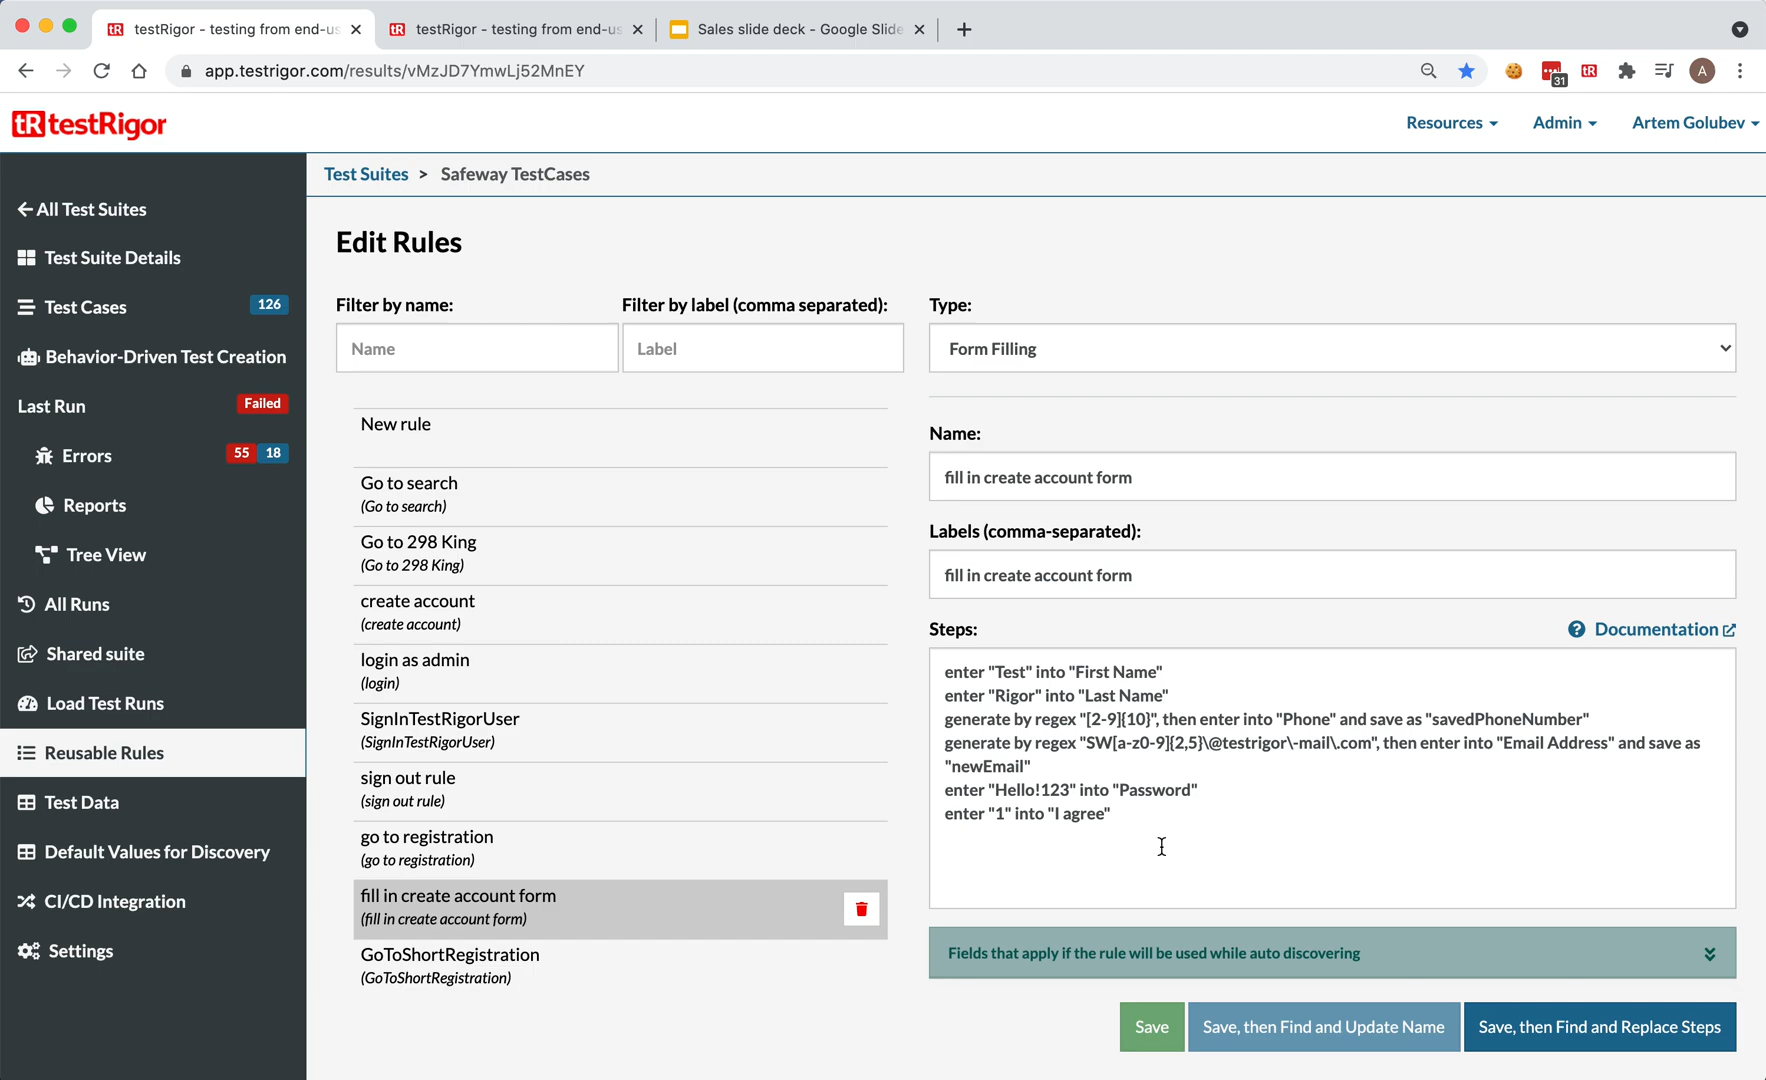 testRigor - testing from end-us
testRigor - testing from end-us
Sales slide deck - Google Slide
app.testrigor.com/results/vMzJD7YmwLj52MnEY
31
tR
A
tR testRigor
Resources
Admin
Artem Golubev
All Test Suites
Test Suite Details
Test Cases 126
Behavior-Driven Test Creation
Last Run Failed
Errors 55 18
Reports
Tree View
All Runs
Shared suite
Load Test Runs
Reusable Rules
Test Data
Default Values for Discovery
CI/CD Integration
Settings
Test Suites > Safeway TestCases
Edit Rules
Filter by name:
Name
Filter by label (comma separated):
Label
New rule
Go to search
(Go to search)
Go to 298 King
(Go to 298 King)
create account
(create account)
login as admin
(login)
SignInTestRigorUser
(SignInTestRigorUser)
sign out rule
(sign out rule)
go to registration
(go to registration)
fill in create account form
(fill in create account form)
GoToShortRegistration
(GoToShortRegistration)
Type:
Form Filling
Name:
fill in create account form
Labels (comma-separated):
fill in create account form
Steps:
Documentation
enter "Test" into "First Name"
enter "Rigor" into "Last Name"
generate by regex "[2-9]{10}", then enter into "Phone" and save as "savedPhoneNumber"
generate by regex "SW[a-z0-9]{2,5}\@testrigor\-mail\.com", then enter into "Email Address" and save as
"newEmail"
enter "Hello!123" into "Password"
enter "1" into "I agree"
Fields that apply if the rule will be used while auto discovering
Save
Save, then Find and Update Name
Save, then Find and Replace Steps